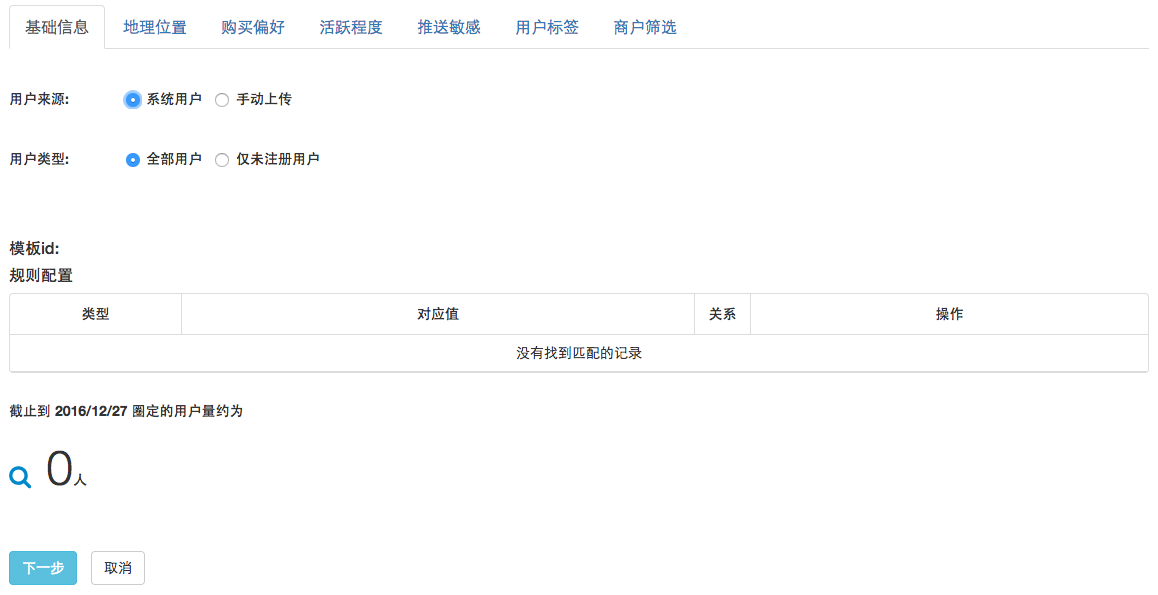 基础信息 地理位置 购买偏好 活跃程度 推送敏感 用户标签 商户筛选
用户来源: 系统用户 手动上传
用户类型: 全部用户 仅未注册用户
模板id:
规则配置
类型 对应值 关系 操作
没有找到匹配的记录
截止到 2016/12/27 圈定的用户量约为
0人
下一步 取消